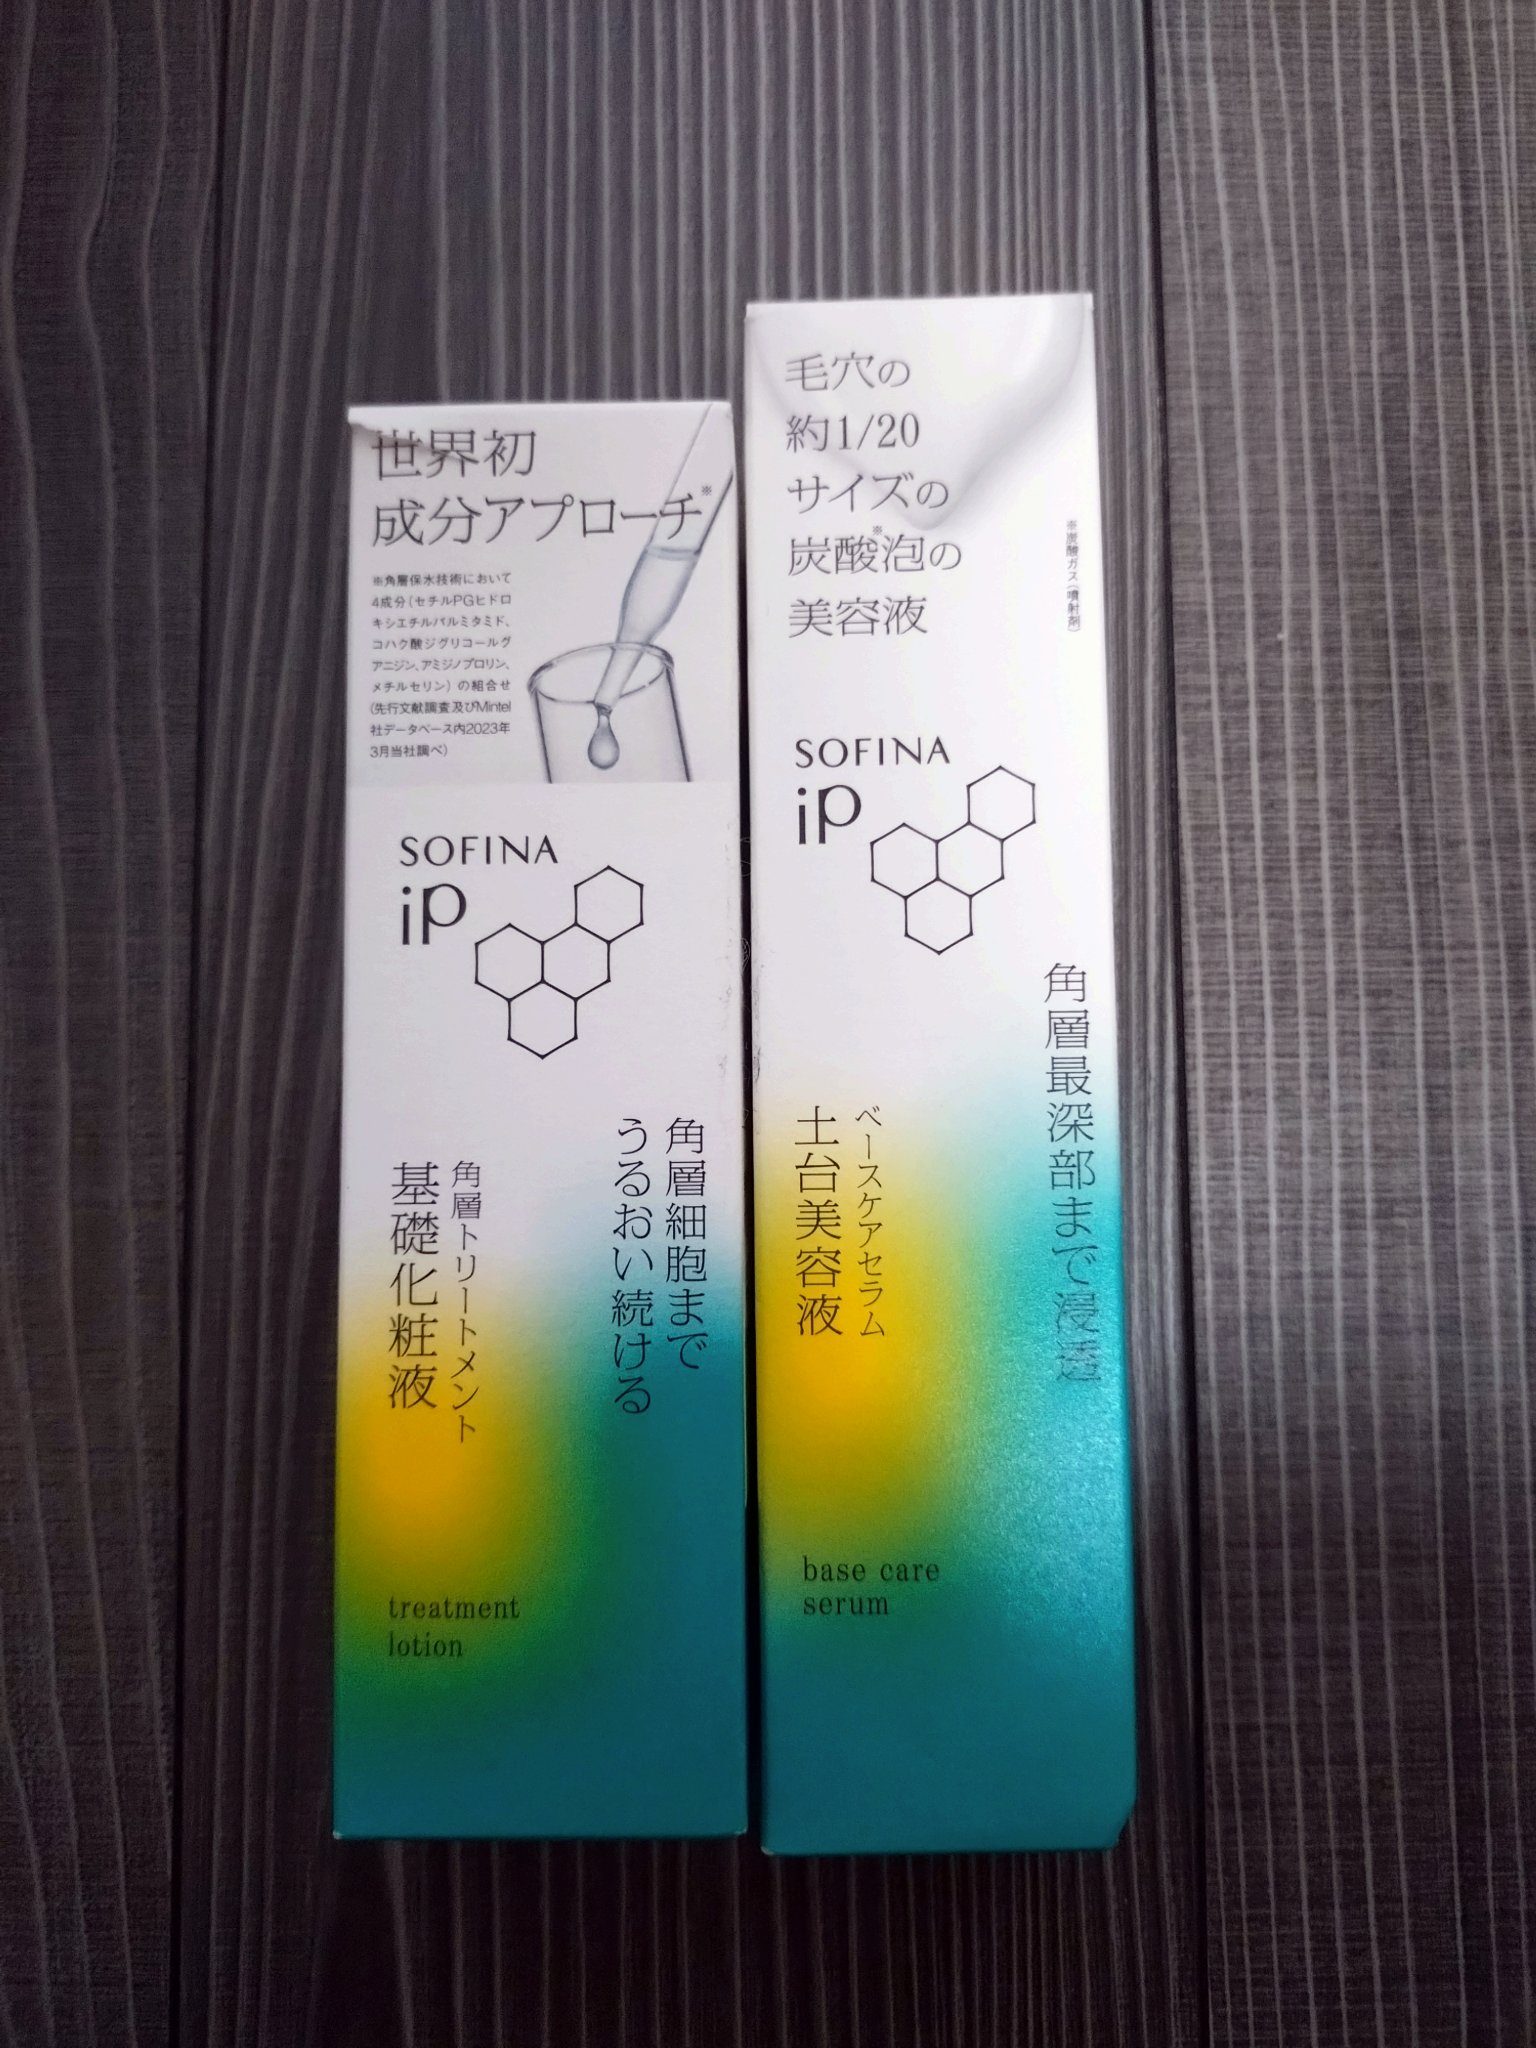 世界初
成分アプローチ※
※角層保水技術において
4成分（セチルPGヒドロ
キシエチルパルミタミド、
コハク酸ジグリコールグ
アニジン、アミジノプロリン、
メチルセリン）の組合せ
（先行文献調査及びMintel
社データベース内2023年
3月当社調べ）
SOFINA
iP
角層細胞まで
うるおい続ける
角層トリートメント
基礎化粧液
treatment
lotion
毛穴の
約1/20
サイズの
炭酸※泡の
美容液
※炭酸ガス（噴射剤）
SOFINA
iP
角層最深部まで浸透
ベースケアセラム
土台美容液
base care
serum